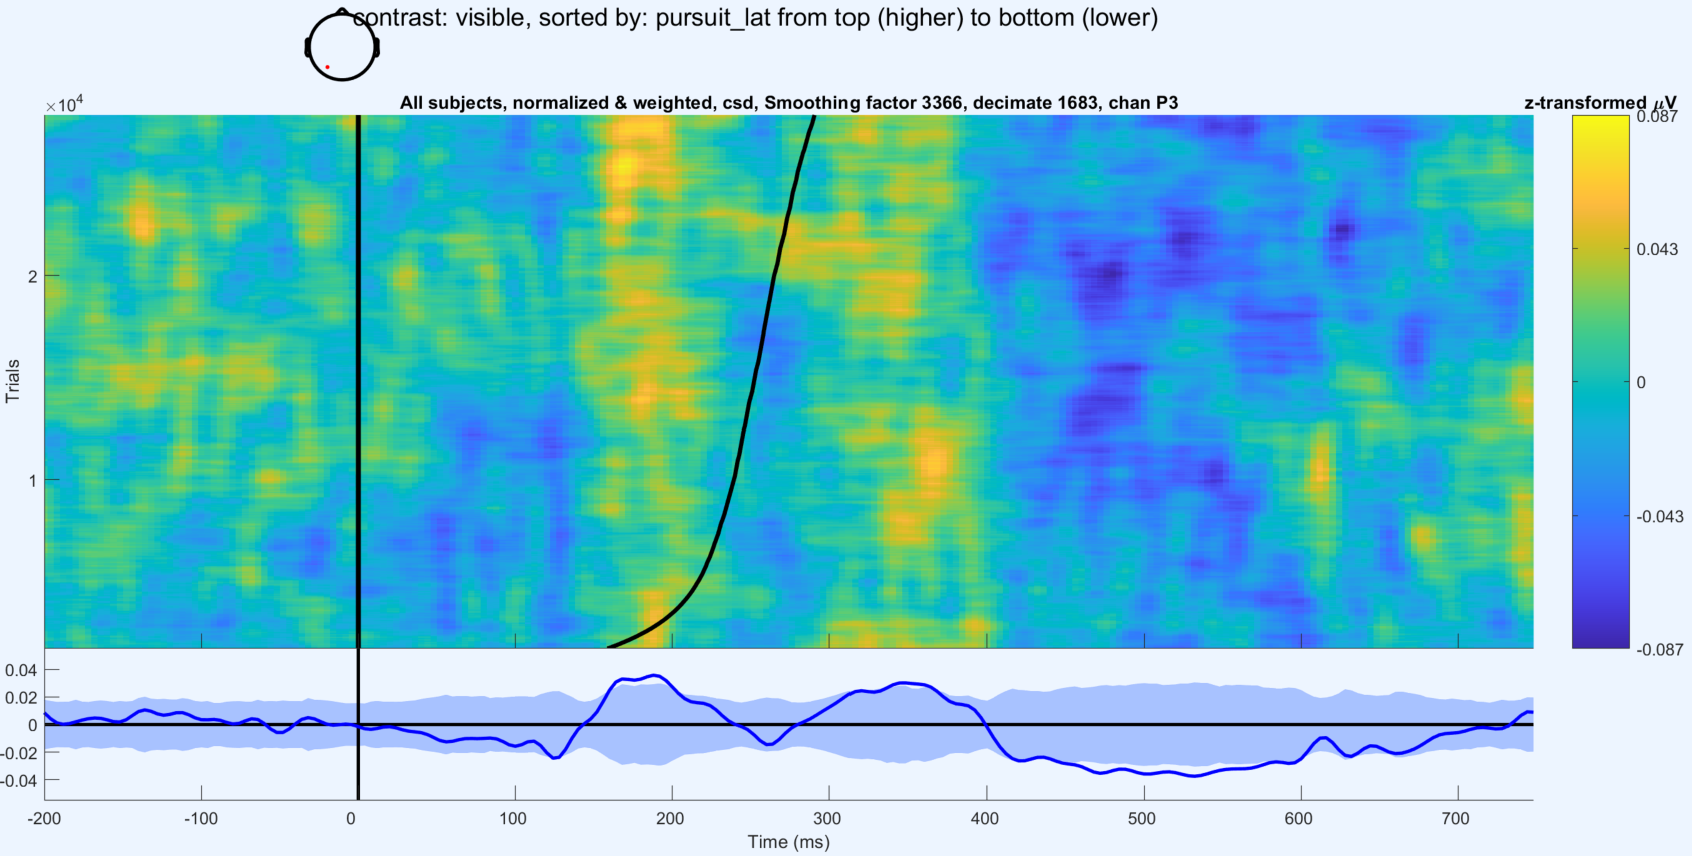 contrast: visible, sorted by: pursuit_lat from top (higher) to bottom (lower)
All subjects, normalized & weighted, csd, Smoothing factor 3366, decimate 1683, chan P3
z-transformed μV
×10⁴
2
1
Trials
0.087
0.043
0
-0.043
-0.087
0.04
0.02
0
-0.02
-0.04
-200 -100 0 100 200 300 400 500 600 700
Time (ms)